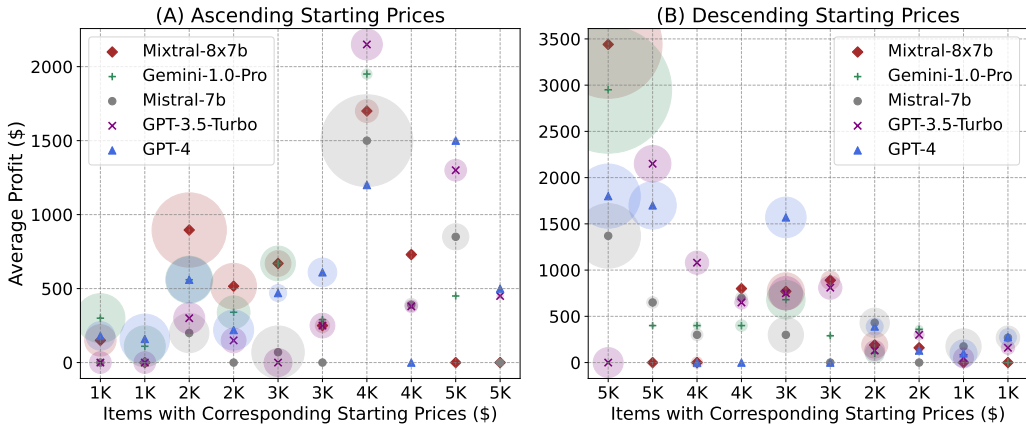 (A) Ascending Starting Prices
Average Profit ($)
2000
1500
1000
500
0
Mixtral-8x7b
Gemini-1.0-Pro
Mistral-7b
GPT-3.5-Turbo
GPT-4
1K 1K 2K 2K 3K 3K 4K 4K 5K 5K
Items with Corresponding Starting Prices ($)
(B) Descending Starting Prices
3500
3000
2500
2000
1500
1000
500
0
Mixtral-8x7b
Gemini-1.0-Pro
Mistral-7b
GPT-3.5-Turbo
GPT-4
5K 5K 4K 4K 3K 3K 2K 2K 1K 1K
Items with Corresponding Starting Prices ($)